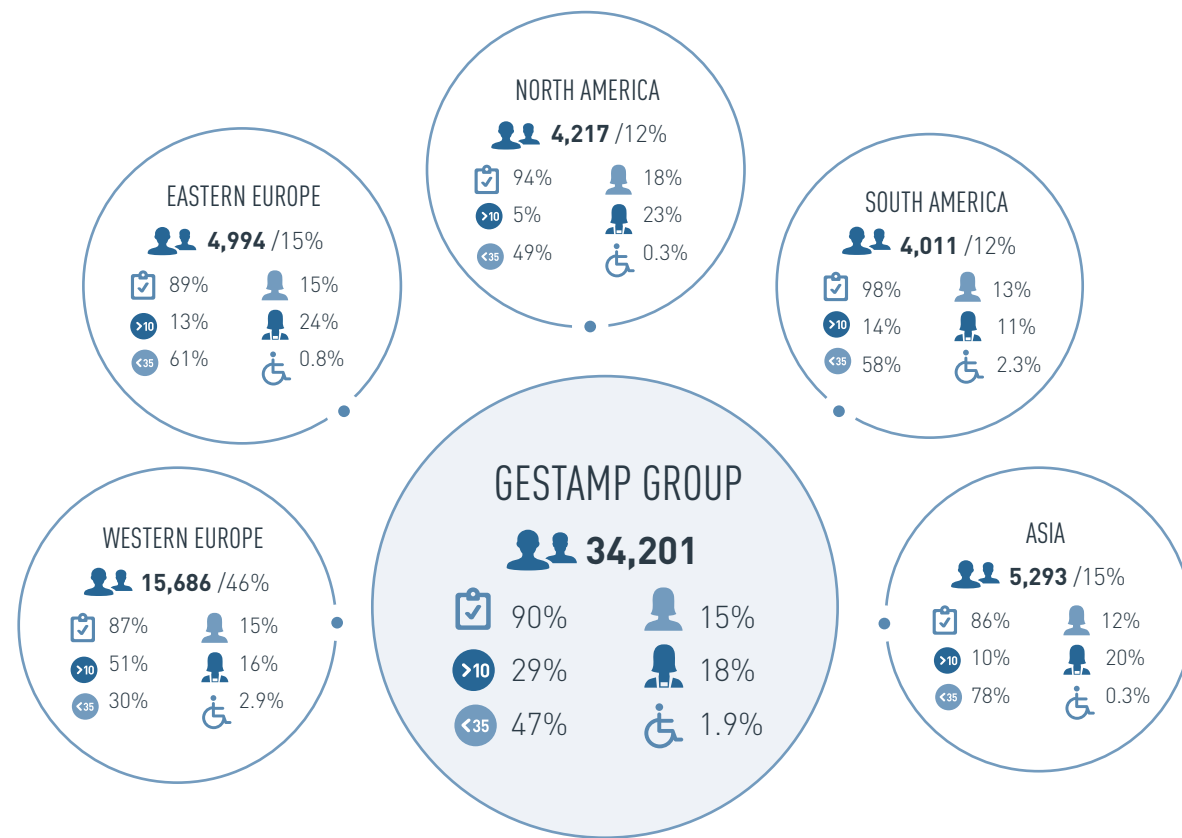 NORTH AMERICA
4,217 /12%
94% 18%
>10 5% 23%
<35 49% 0.3%
EASTERN EUROPE
4,994 /15%
89% 15%
>10 13% 24%
<35 61% 0.8%
SOUTH AMERICA
4,011 /12%
98% 13%
>10 14% 11%
<35 58% 2.3%
GESTAMP GROUP
34,201
90% 15%
>10 29% 18%
<35 47% 1.9%
WESTERN EUROPE
15,686 /46%
87% 15%
>10 51% 16%
<35 30% 2.9%
ASIA
5,293 /15%
86% 12%
>10 10% 20%
<35 78% 0.3%